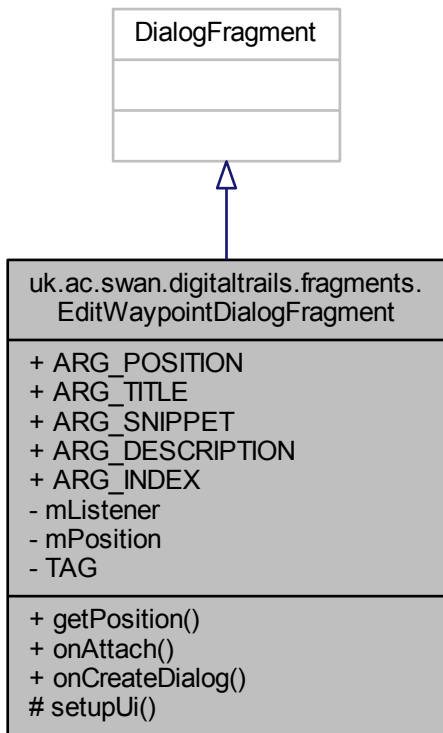 DialogFragment
uk.ac.swan.digitaltrails.fragments.
EditWaypointDialogFragment
+ ARG_POSITION
+ ARG_TITLE
+ ARG_SNIPPET
+ ARG_DESCRIPTION
+ ARG_INDEX
- mListener
- mPosition
- TAG
+ getPosition()
+ onAttach()
+ onCreateDialog()
# setupUi()